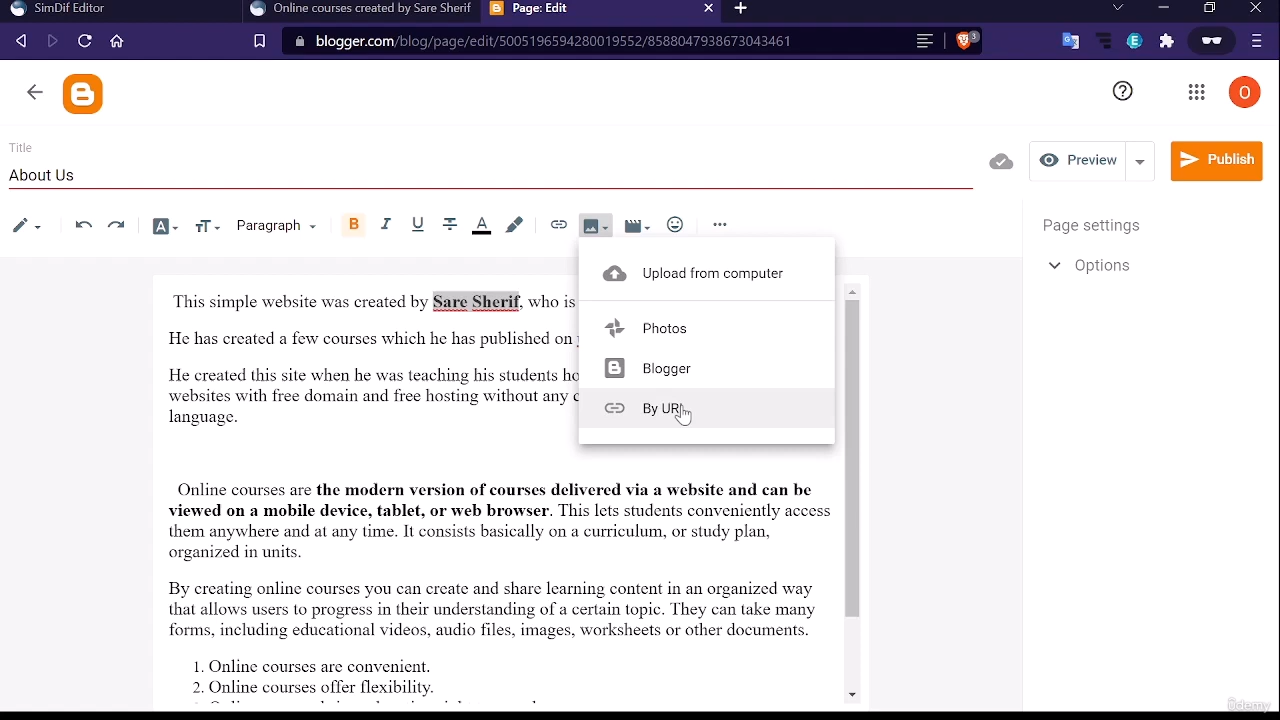 SimDif Editor
Online courses created by Sare Sherif
Page: Edit
blogger.com/blog/page/edit/5005196594280019552/8588047938673043461
3
E
O
Title
About Us
Preview
Publish
Paragraph
B
I
U
A
Page settings
Options
Upload from computer
Photos
Blogger
By URL
This simple website was created by Sare Sherif, who is
He has created a few courses which he has published on
He created this site when he was teaching his students
websites with free domain and free hosting without any
language.
Online courses are the modern version of courses delivered via a website and can be
viewed on a mobile device, tablet, or web browser. This lets students conveniently access
them anywhere and at any time. It consists basically on a curriculum, or study plan,
organized in units.
By creating online courses you can create and share learning content in an organized way
that allows users to progress in their understanding of a certain topic. They can take many
forms, including educational videos, audio files, images, worksheets or other documents.
1. Online courses are convenient.
2. Online courses offer flexibility.
ûdemy